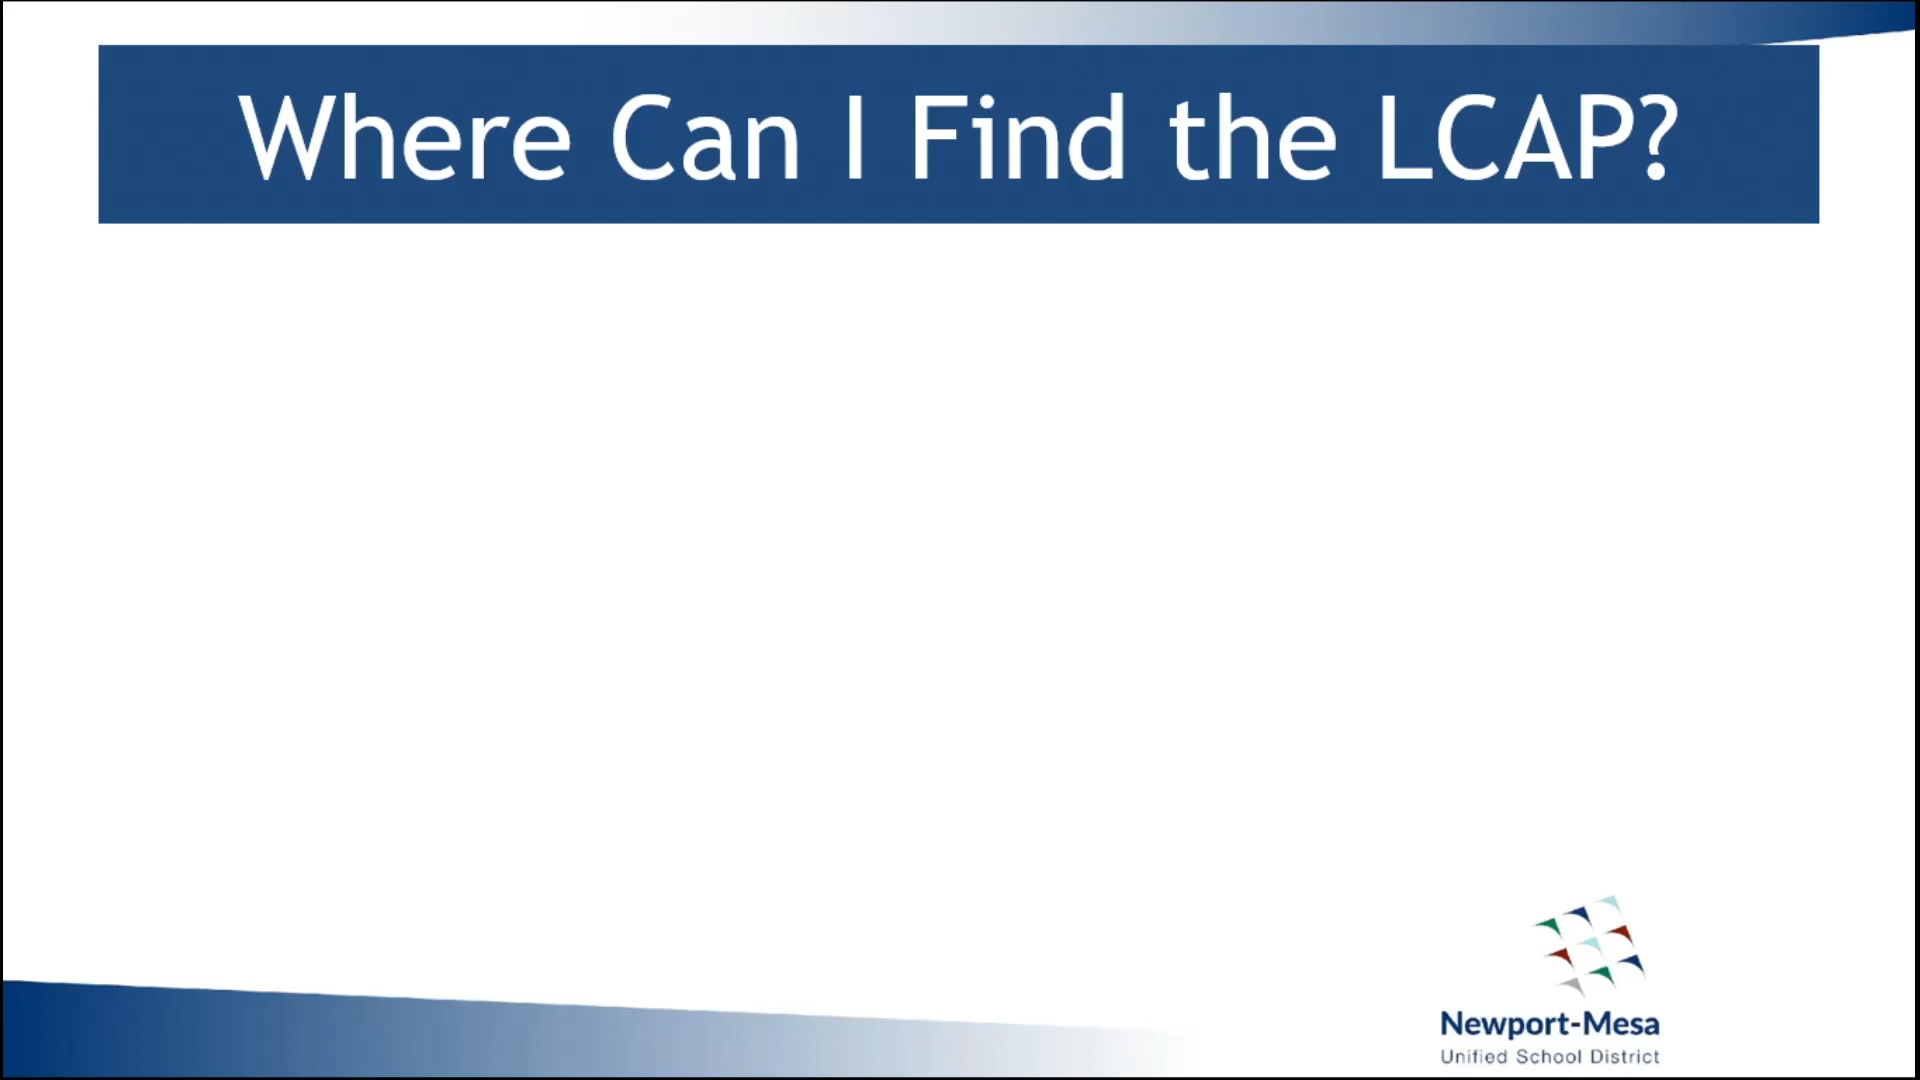 Where Can I Find the LCAP?
Newport-Mesa
Unified School District